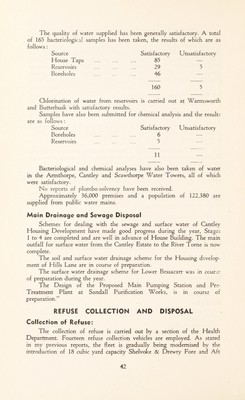 The quality of water supplied has been generally satisfactory. A total
of 165 bacteriological samples has been taken, the results of which are as
follows:
Source Satisfactory Unsatisfactory
House Taps ... ... ... 85 —
Reservoirs ... ... ... 29 5
Boreholes ... ... ... 46 —
160 5
Chlorination of water from reservoirs is carried out at Warmsworth
and Butterbusk with satisfactory results.
Samples have also been submitted for chemical analysis and the results
are as follows:
Source Satisfactory Unsatisfactory
Boreholes ... ... ... 6 —
Reservoirs ... ... ... 5 —
11 —
Bacteriological and chemical analyses have also been taken of water
in the Armthorpe, Cantley and Scawthorpe Water Towers, all of which
were satisfactory.
No reports of plumbo-solvency have been received.
Approximately 36,000 premises and a population of 122,380 are
supplied from public water mains.
Main Drainage and Sewage Disposal
Schemes for dealing with the sewage and surface water of Cantley
Housing Development have made good progress during the year, Stages
1 to 4 are completed and are well in advance of House Building. The main
outfall for surface water from the Cantley Estate to the River Torne is now
complete.
The soil and surface water drainage scheme for the Housing develop-
ment of Hills Lane are in course of preparation.
The surface water drainage scheme for Lower Bessacarr was in course
of preparation during the year.
The Design of the Proposed Main Pumping Station and Pre-
Treatment Plant at Sandall Purification Works, is in course of
preparation."
REFUSE COLLECTION AND DISPOSAL
Collection of Refuse:
The collection of refuse is carried out by a section of the Health
Department. Fourteen refuse collection vehicles are employed. As stated
in my previous reports, the fleet is gradually being modernised by the
introduction of 18 cubic yard capacity Shelvoke & Drewry Fore and Aft
42